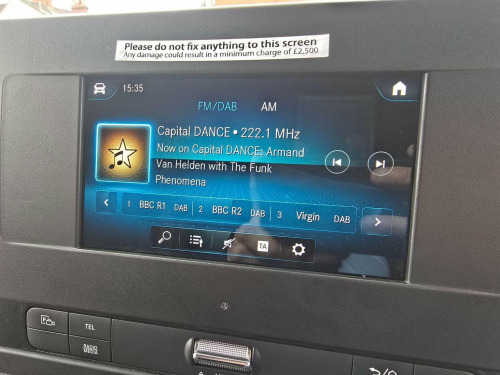 Please do not fix anything to this screen
Any damage could result in a minimum charge of £2,500
15:35
FM/DAB AM
Capital DANCE • 222.1 MHz
Now on Capital DANCE: Armand
Van Helden with The Funk
Phenomena
1 BBC R1 DAB 2 BBC R2 DAB 3 Virgin DAB
TA
TEL
RADIO
MEDIA